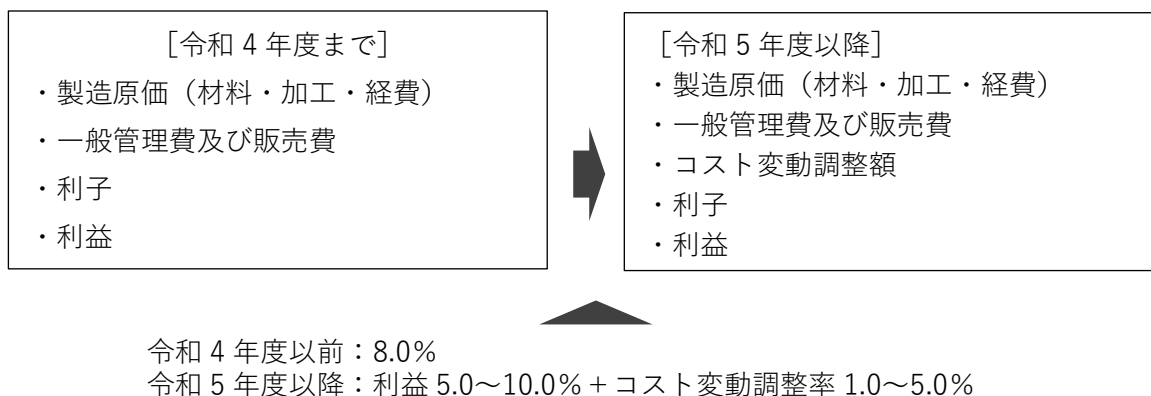 ［令和 4 年度まで］
・製造原価（材料・加工・経費）
・一般管理費及び販売費
・利子
・利益
［令和 5 年度以降］
・製造原価（材料・加工・経費）
・一般管理費及び販売費
・コスト変動調整額
・利子
・利益
令和 4 年度以前：8.0％
令和 5 年度以降：利益 5.0～10.0％＋コスト変動調整率 1.0～5.0％